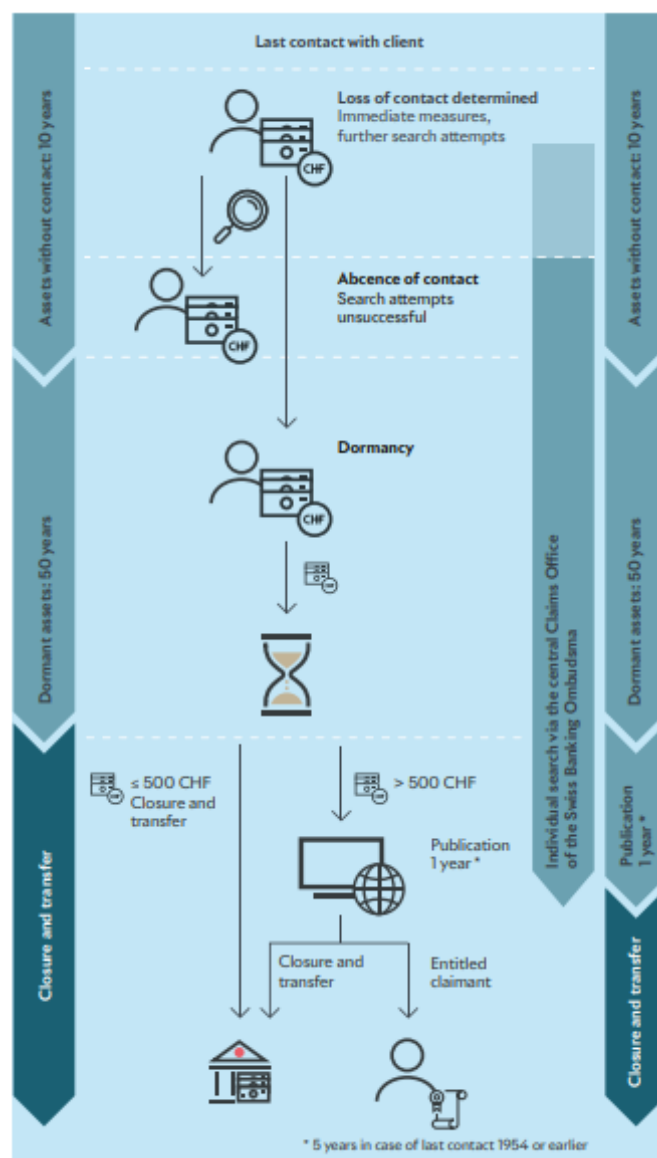 Last contact with client
Assets without contact: 10 years
Loss of contact determined
Immediate measures,
further search attempts
CHF
Assets without contact: 10 years
Abcence of contact
Search attempts
unsuccessful
CHF
Dormancy
CHF
Dormant assets: 50 years
Individual search via the central Claims Office
of the Swiss Banking Ombudsma
Dormant assets: 50 years
≤ 500 CHF
Closure and
transfer
> 500 CHF
Publication
1 year *
Publication
1 year *
Closure and transfer
Closure and
transfer
Entitled
claimant
Closure and transfer
* 5 years in case of last contact 1954 or earlier